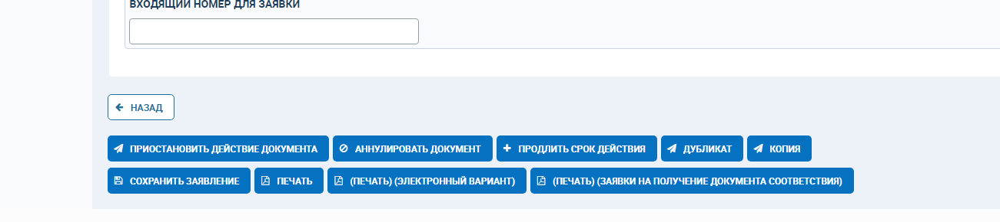 ВХОДЯЩИЙ НОМЕР ДЛЯ ЗАЯВКИ
НАЗАД
ПРИОСТАНОВИТЬ ДЕЙСТВИЕ ДОКУМЕНТА АННУЛИРОВАТЬ ДОКУМЕНТ ПРОДЛИТЬ СРОК ДЕЙСТВИЯ ДУБЛИКАТ КОПИЯ
СОХРАНИТЬ ЗАЯВЛЕНИЕ ПЕЧАТЬ (ПЕЧАТЬ) (ЭЛЕКТРОННЫЙ ВАРИАНТ) (ПЕЧАТЬ) (ЗАЯВКИ НА ПОЛУЧЕНИЕ ДОКУМЕНТА СООТВЕТСТВИЯ)